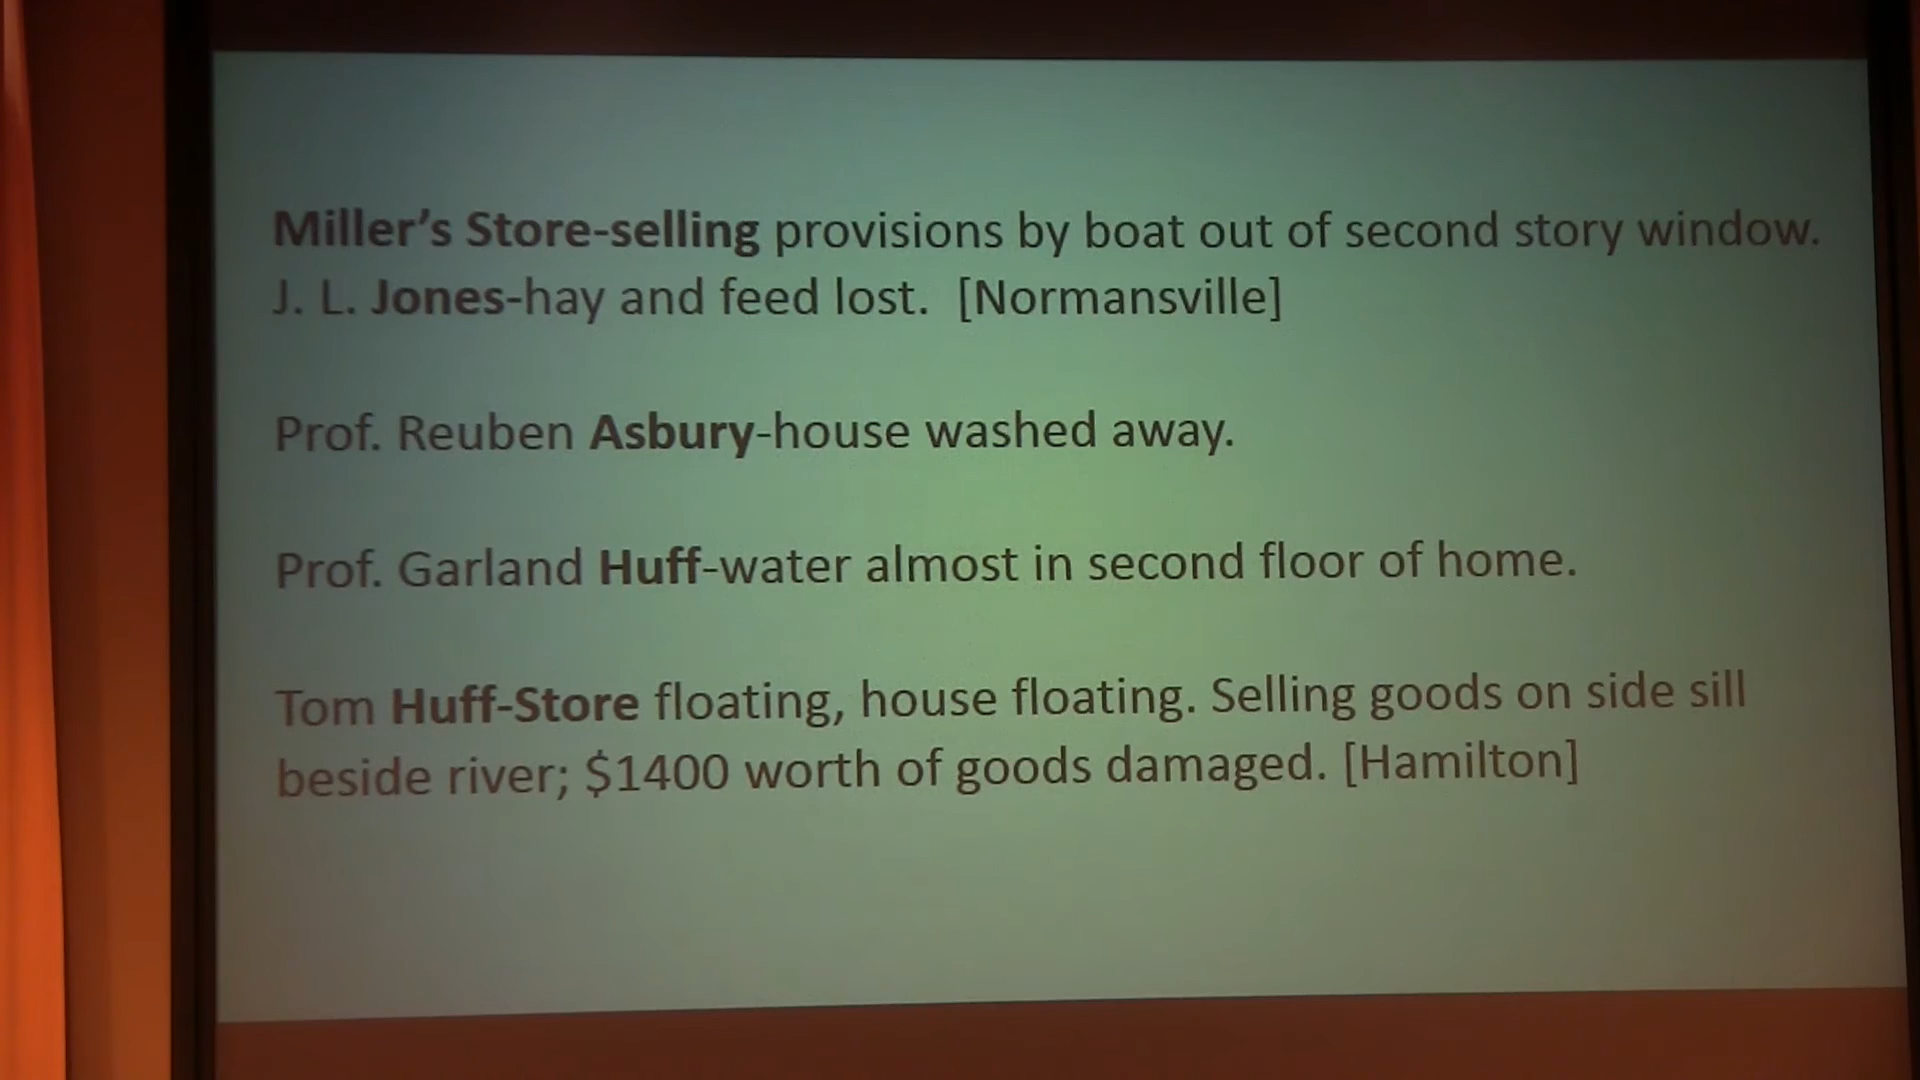 Miller’s Store-selling provisions by boat out of second story window.
J. L. Jones-hay and feed lost.  [Normansville]
Prof. Reuben Asbury-house washed away.
Prof. Garland Huff-water almost in second floor of home.
Tom Huff-Store floating, house floating. Selling goods on side sill
beside river; $1400 worth of goods damaged. [Hamilton]